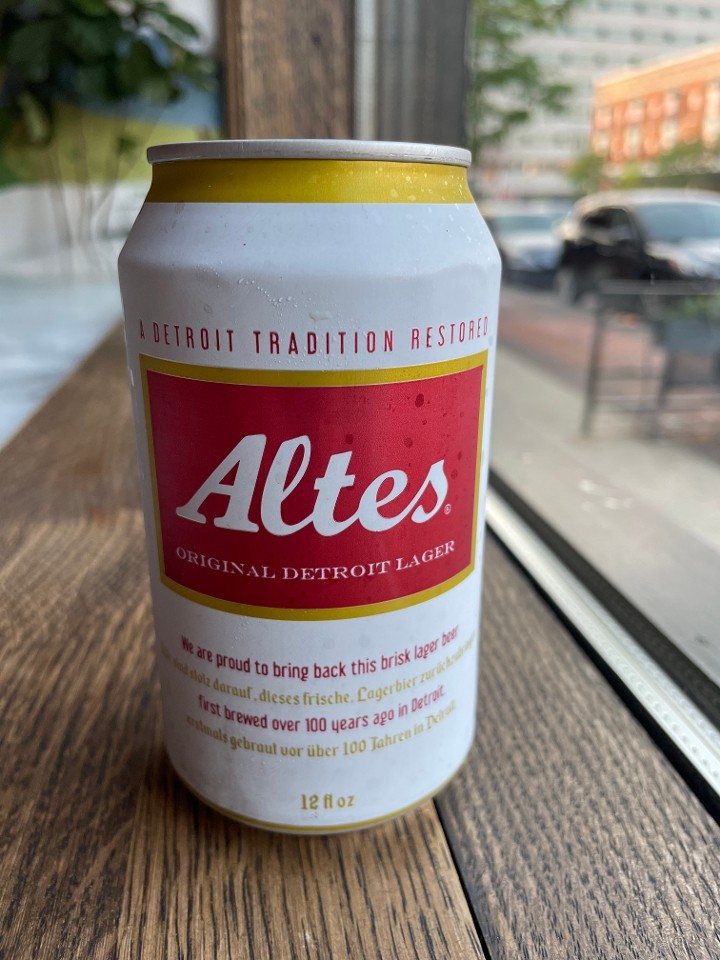 A DETROIT TRADITION RESTORED
Altes®
ORIGINAL DETROIT LAGER
We are proud to bring back this brisk lager beer
sind stolz darauf, dieses frische, Lagerbier
first brewed over 100 years ago in Detroit.
erstmals gebraut vor über 100 Jahren in Detroit.
12 fl oz